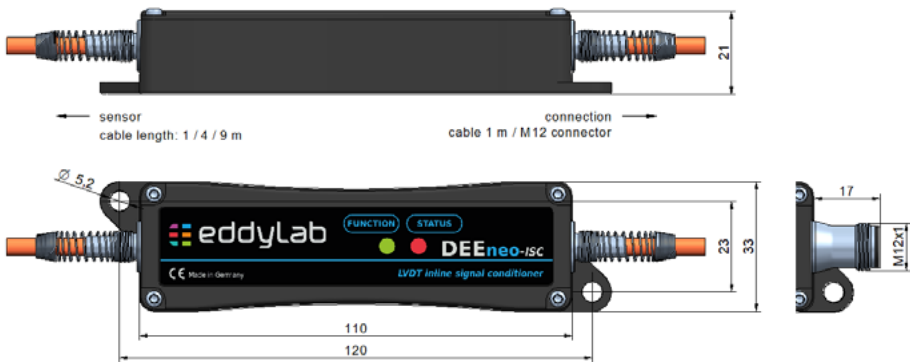 21
sensor
cable length: 1 / 4 / 9 m
connection
cable 1 m / M12 connector
Ø 5,2
17
eddylab
FUNCTION
STATUS
DEEneo-ISC
CE Made in Germany
LVDT inline signal conditioner
23
33
M12x1
110
120